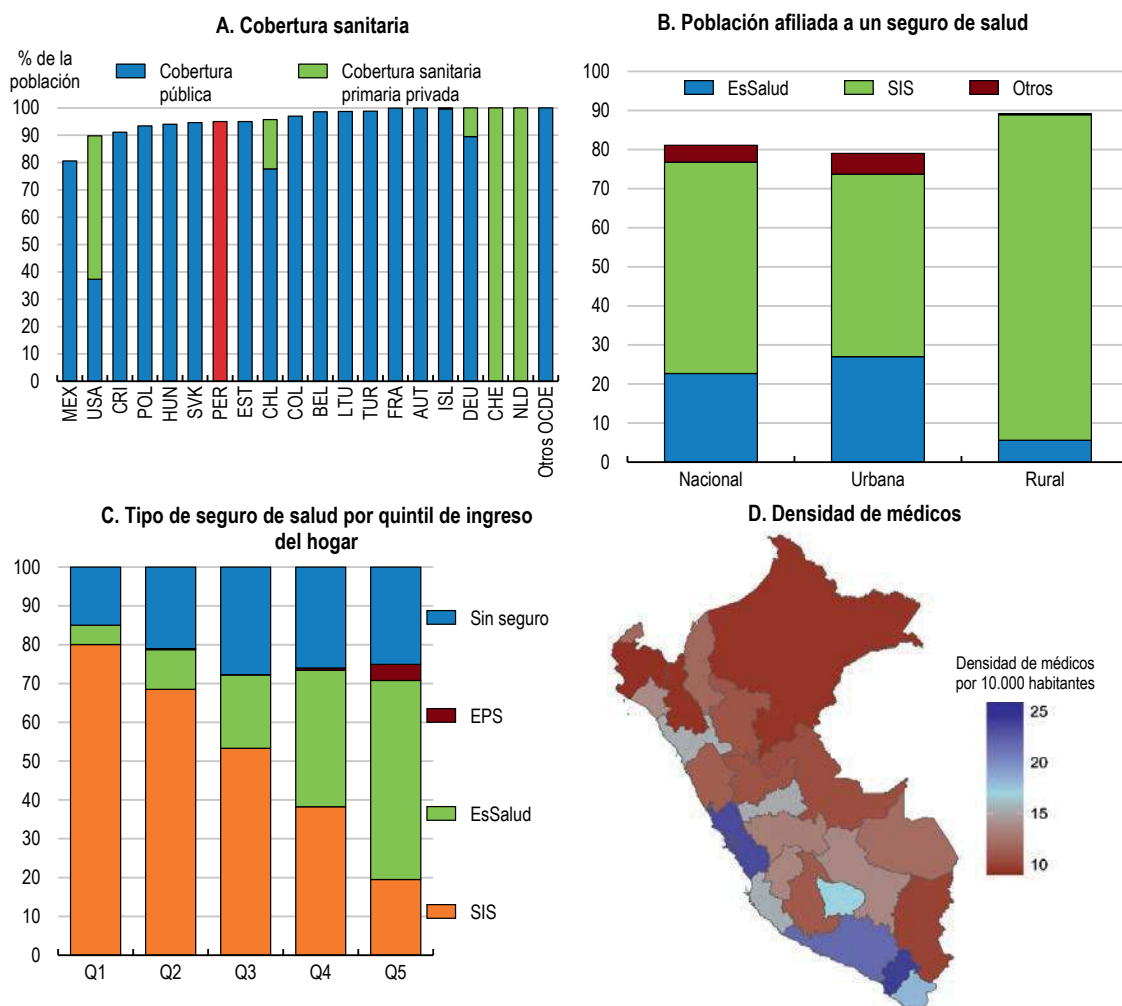 A. Cobertura sanitaria
% de la
población
Cobertura
pública
Cobertura sanitaria
primaria privada
100
90
80
70
60
50
40
30
20
10
0
MEX
USA
CRI
POL
HUN
SVK
PER
EST
CHL
COL
BEL
LTU
TUR
FRA
AUT
ISL
DEU
CHE
NLD
Otros OCDE
B. Población afiliada a un seguro de salud
EsSalud
SIS
Otros
100
90
80
70
60
50
40
30
20
10
0
Nacional
Urbana
Rural
C. Tipo de seguro de salud por quintil de ingreso
del hogar
100
90
80
70
60
50
40
30
20
10
0
Sin seguro
EPS
EsSalud
SIS
Q1
Q2
Q3
Q4
Q5
D. Densidad de médicos
Densidad de médicos
por 10.000 habitantes
25
20
15
10